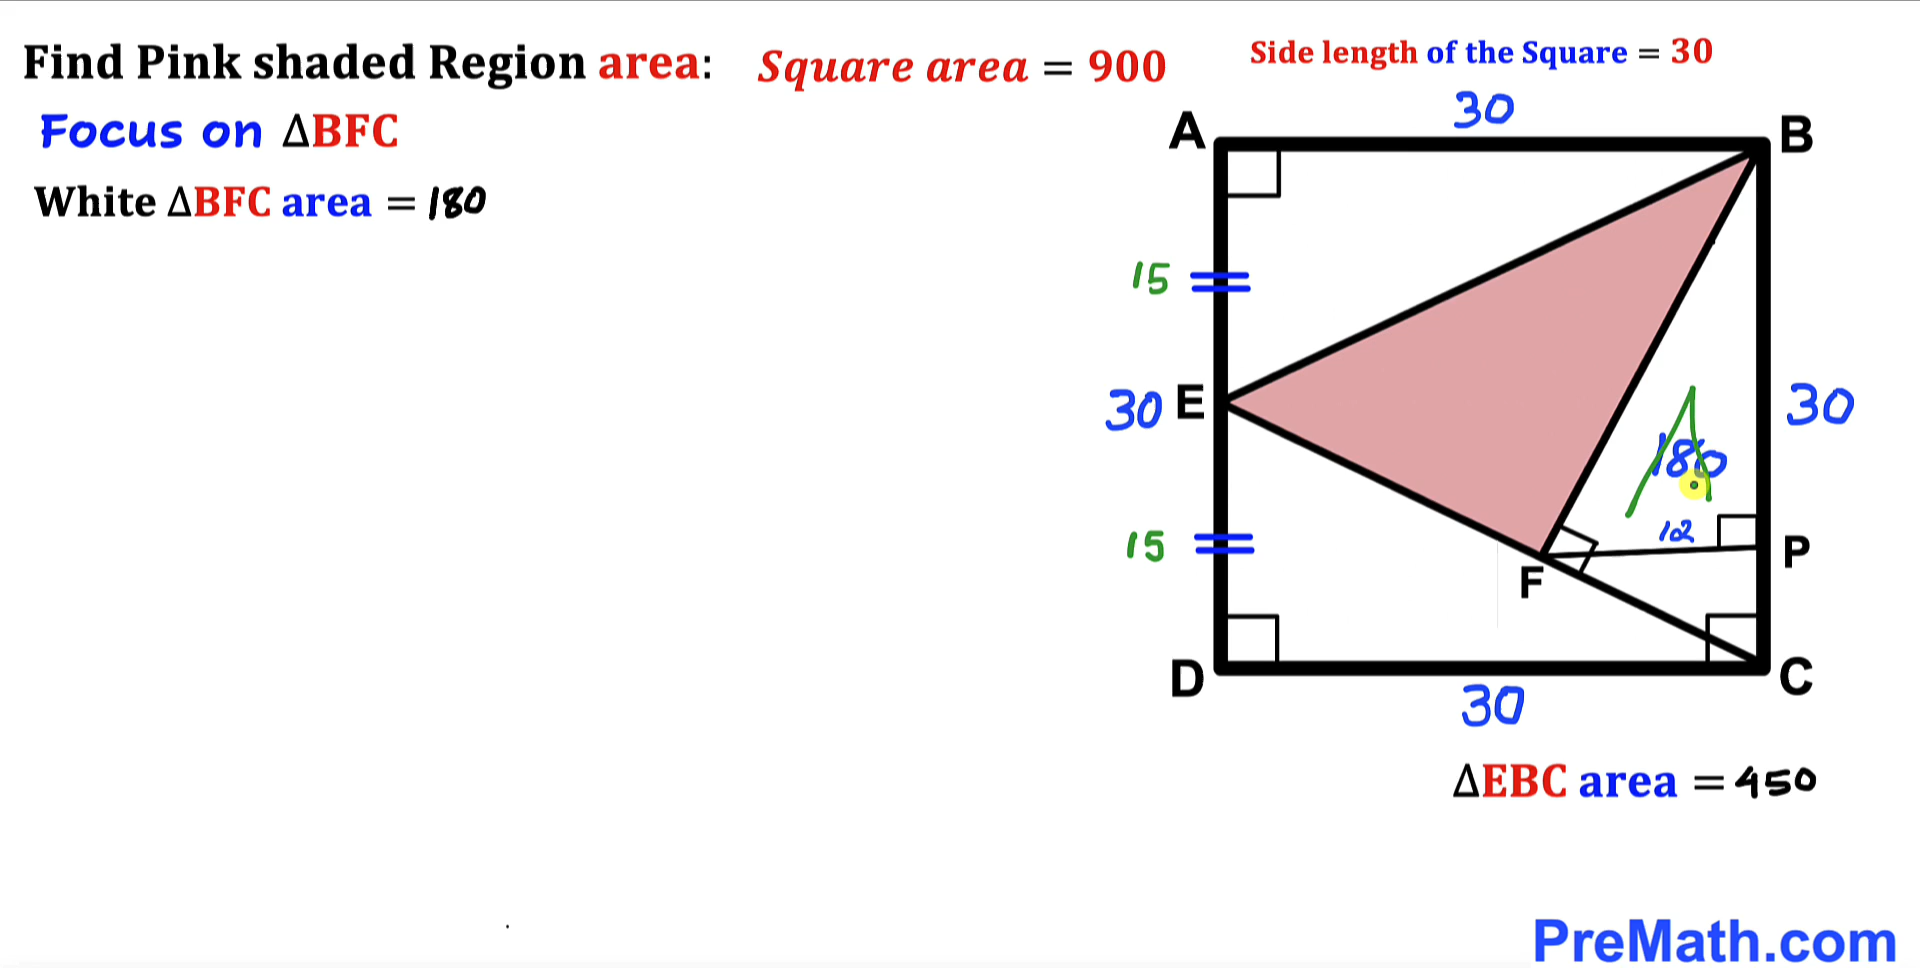 Find Pink shaded Region area: Square area = 900 Side length of the Square = 30
Focus on ΔBFC
White ΔBFC area = 180
30
A
B
15
30 E
30
180
12
P
15
F
D
C
30
ΔEBC area = 450
PreMath.com